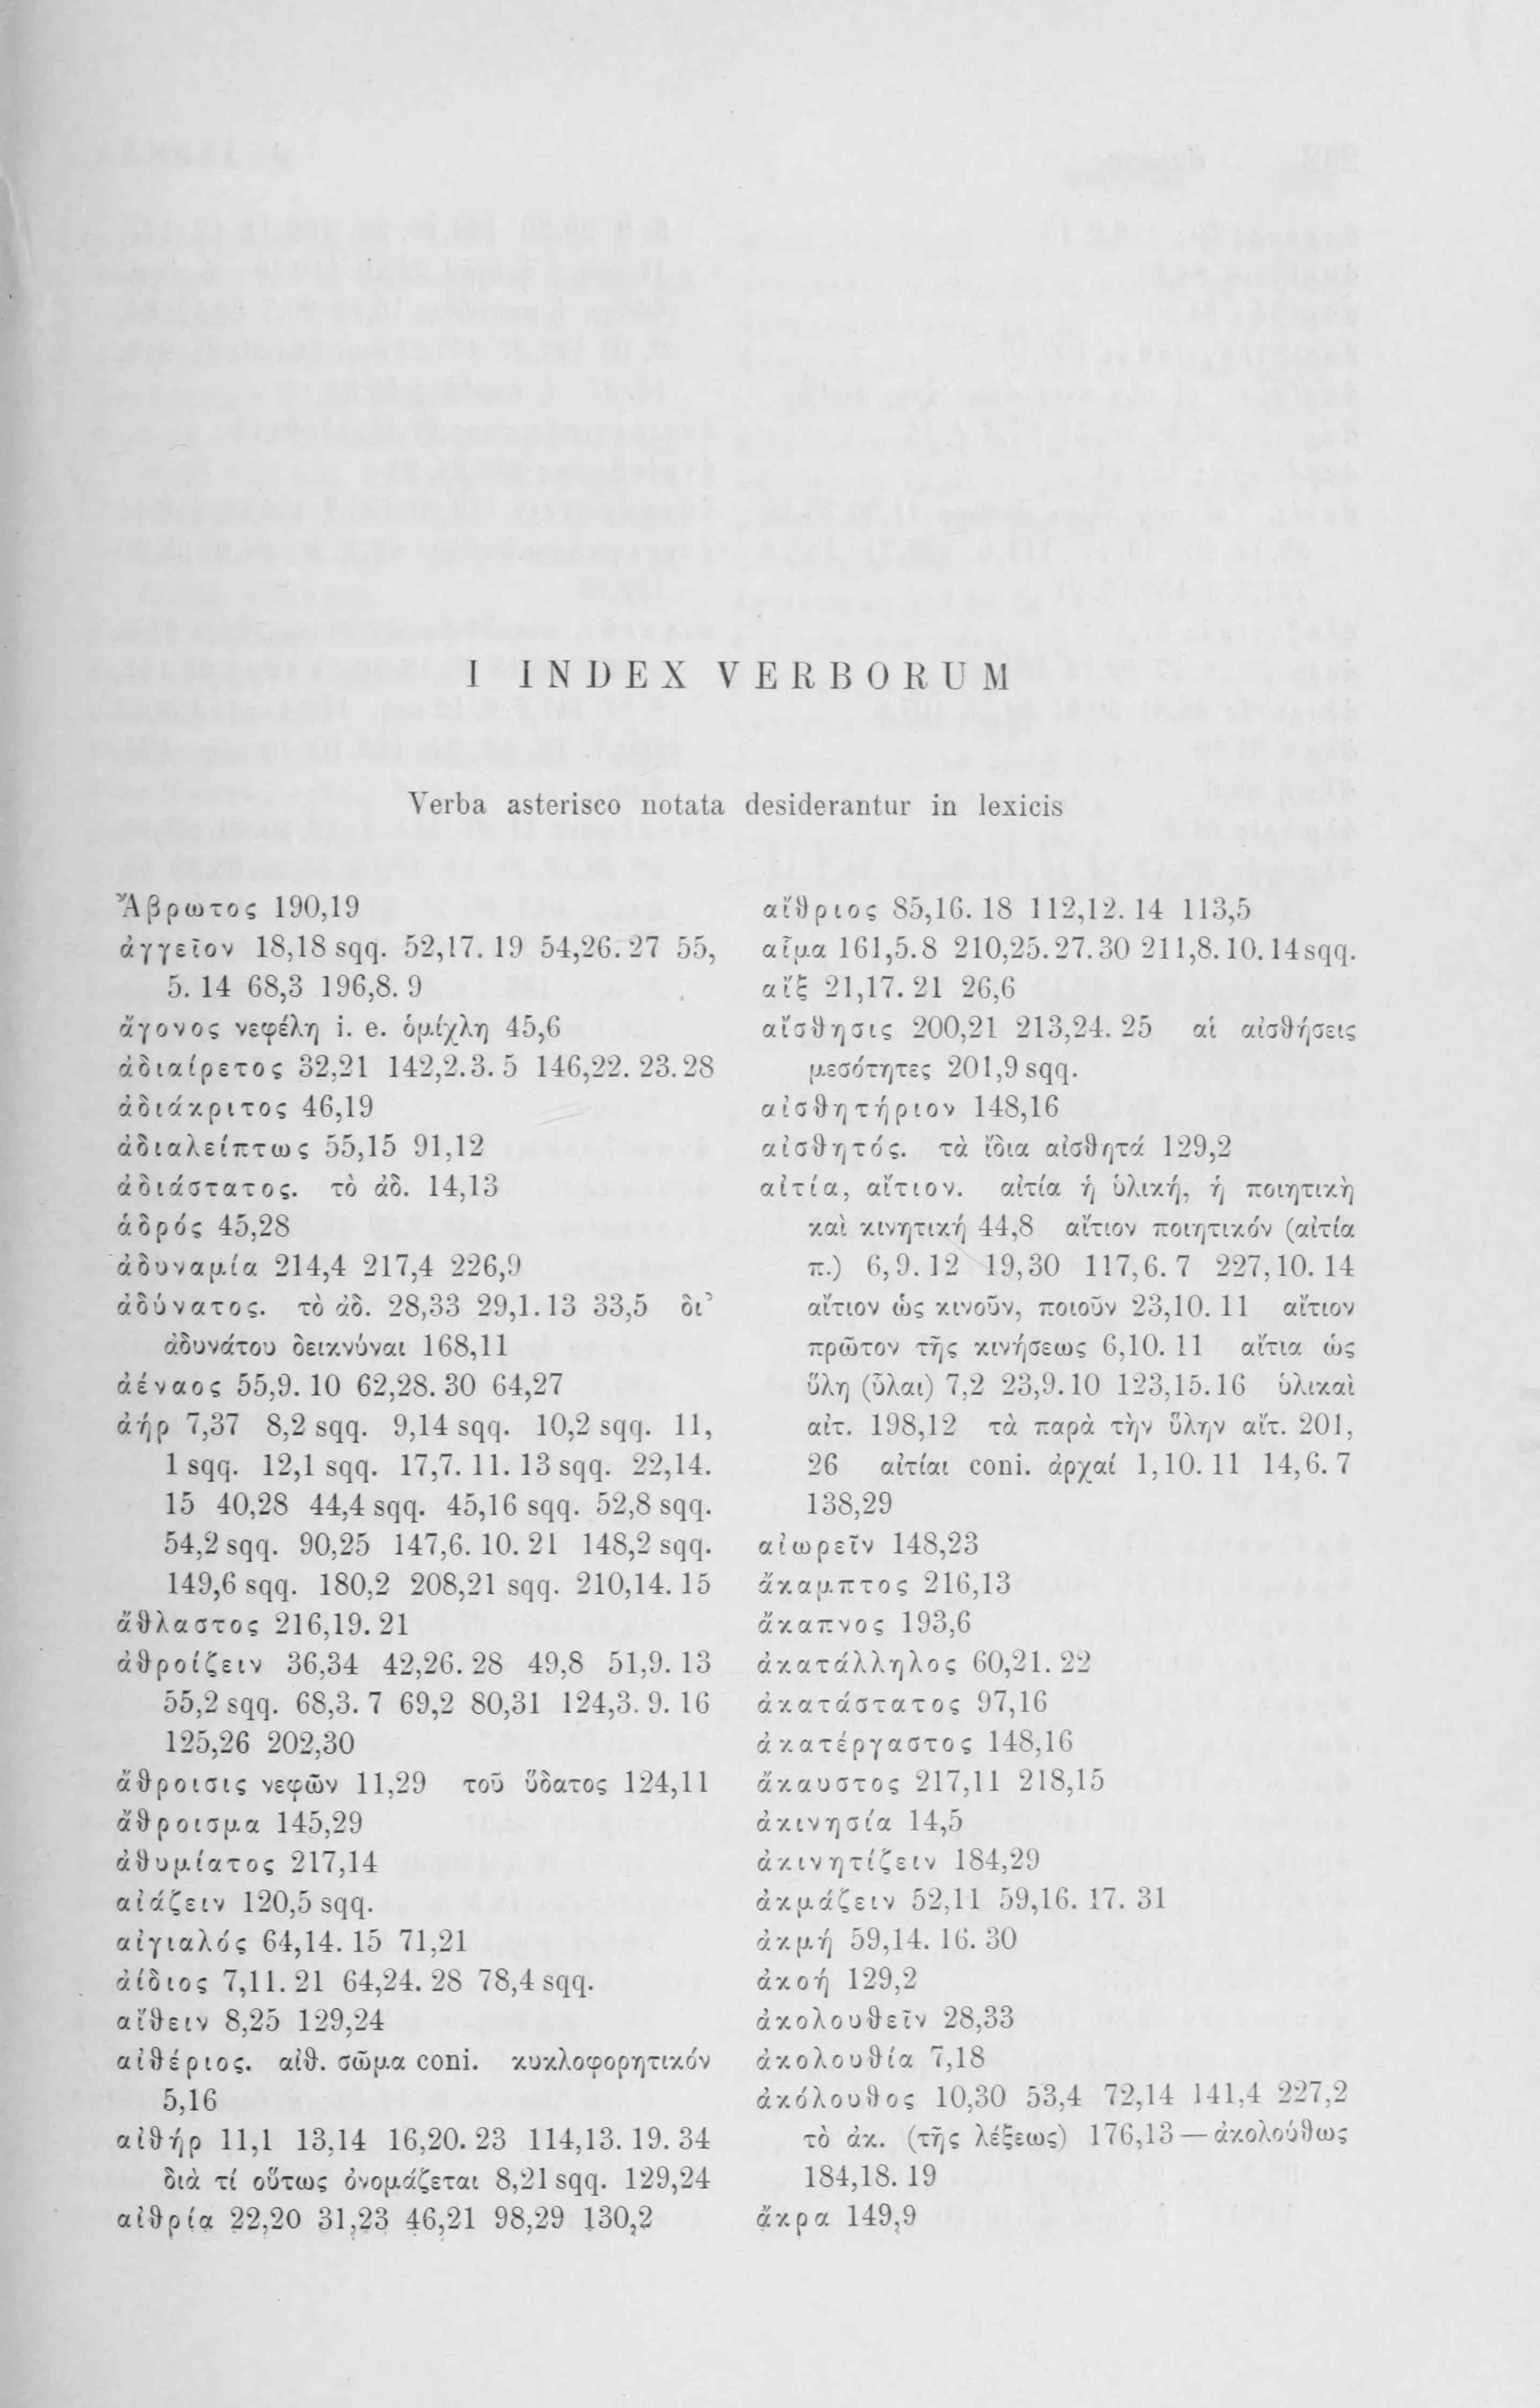 I INDEX VERBORUM
Verba asterisco notata desiderantur in lexicis
Ἄβρωτος 190,19
ἀγγεῖον 18,18 sqq. 52,17. 19 54,26. 27 55,
5. 14 68,3 196,8. 9
ἄγονος νεφέλη i. e. ὁμίχλη 45,6
ἀδιαίρετος 32,21 142,2. 3. 5 146,22. 23. 28
ἀδιάκριτος 46,19
ἀδιαλείπτως 55,15 91,12
ἀδιάστατος. τὸ ἀδ. 14,13
ἁδρός 45,28
ἀδυναμία 214,4 217,4 226,9
ἀδύνατος. τὸ ἀδ. 28,33 29,1. 13 33,5 δι’
ἀδυνάτου δεικνύναι 168,11
ἀέναος 55,9. 10 62,28. 30 64,27
ἀήρ 7,37 8,2 sqq. 9,14 sqq. 10,2 sqq. 11,
1 sqq. 12,1 sqq. 17,7. 11. 13 sqq. 22,14.
15 40,28 44,4 sqq. 45,16 sqq. 52,8 sqq.
54,2 sqq. 90,25 147,6. 10. 21 148,2 sqq.
149,6 sqq. 180,2 208,21 sqq. 210,14. 15
ἄθλαστος 216,19. 21
ἀθροίζειν 36,34 42,26. 28 49,8 51,9. 13
55,2 sqq. 68,3. 7 69,2 80,31 124,3. 9. 16
125,26 202,30
ἄθροισις νεφῶν 11,29 τοῦ ὕδατος 124,11
ἄθροισμα 145,29
ἀθυμίατος 217,14
αἰάζειν 120,5 sqq.
αἰγιαλός 64,14. 15 71,21
ἀίδιος 7,11. 21 64,24. 28 78,4 sqq.
αἴθειν 8,25 129,24
αἰθέριος. αἰθ. σῶμα coni. κυκλοφορητικόν
5,16
αἰθήρ 11,1 13,14 16,20. 23 114,13. 19. 34
διὰ τί οὕτως ὀνομάζεται 8,21 sqq. 129,24
αἰθρία 22,20 31,23 46,21 98,29 130,2
αἴθριος 85,16. 18 112,12. 14 113,5
αἷμα 161,5. 8 210,25. 27. 30 211,8. 10. 14 sqq.
αἴξ 21,17. 21 26,6
αἴσθησις 200,21 213,24. 25 αἱ αἰσθήσεις
μεσότητες 201,9 sqq.
αἰσθητήριον 148,16
αἰσθητός. τὰ ἴδια αἰσθητά 129,2
αἰτία, αἴτιον. αἰτία ἡ ὑλική, ἡ ποιητικὴ
καὶ κινητική 44,8 αἴτιον ποιητικόν (αἰτία
π.) 6,9. 12 19,30 117,6. 7 227,10. 14
αἴτιον ὡς κινοῦν, ποιοῦν 23,10. 11 αἴτιον
πρῶτον τῆς κινήσεως 6,10. 11 αἴτια ὡς
ὕλη (ὗλαι) 7,2 23,9. 10 123,15. 16 ὑλικαὶ
αἰτ. 198,12 τὰ παρὰ τὴν ὕλην αἴτ. 201,
26 αἰτίαι coni. ἀρχαί 1,10. 11 14,6. 7
138,29
αἰωρεῖν 148,23
ἄκαμπτος 216,13
ἄκαπνος 193,6
ἀκατάλληλος 60,21. 22
ἀκατάστατος 97,16
ἀκατέργαστος 148,16
ἄκαυστος 217,11 218,15
ἀκινησία 14,5
ἀκινητίζειν 184,29
ἀκμάζειν 52,11 59,16. 17. 31
ἀκμή 59,14. 16. 30
ἀκοή 129,2
ἀκολουθεῖν 28,33
ἀκολουθία 7,18
ἀκόλουθος 10,30 53,4 72,14 141,4 227,2
τὸ ἀκ. (τῆς λέξεως) 176,13 — ἀκολούθως
184,18. 19
ἄκρα 149,9